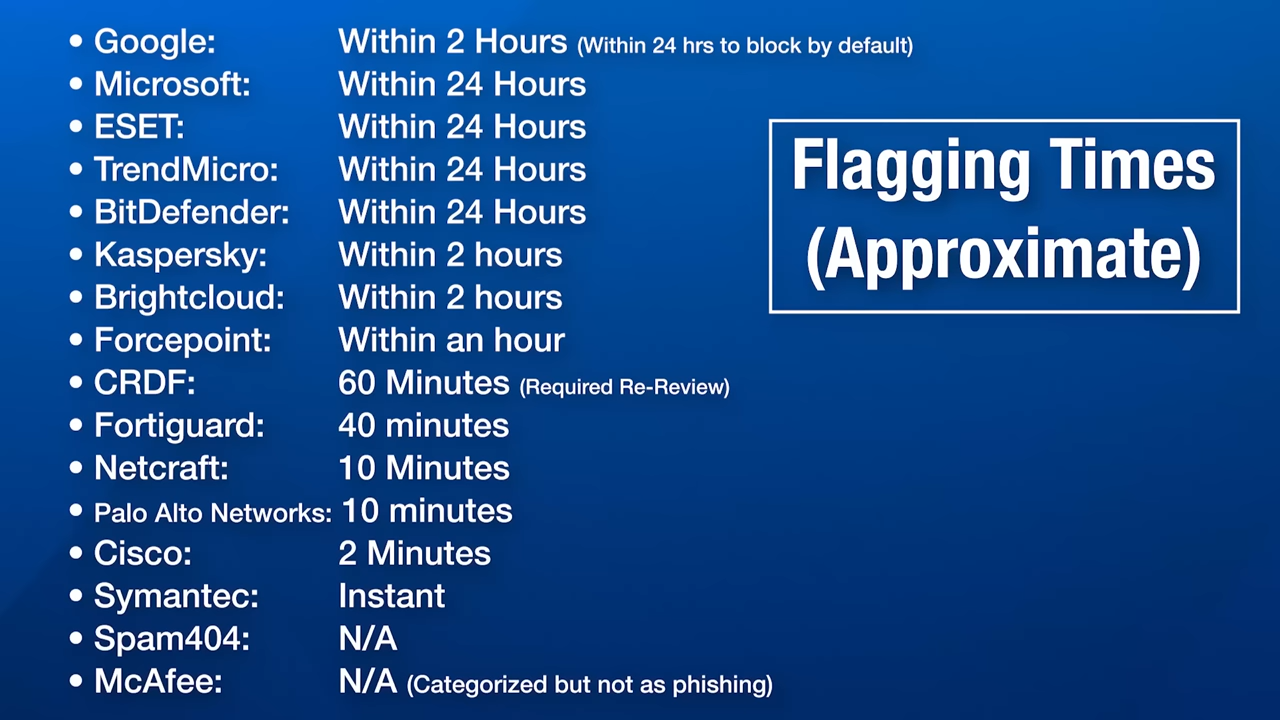 • Google: Within 2 Hours (Within 24 hrs to block by default)
• Microsoft: Within 24 Hours
• ESET: Within 24 Hours
• TrendMicro: Within 24 Hours
• BitDefender: Within 24 Hours
• Kaspersky: Within 2 hours
• Brightcloud: Within 2 hours
• Forcepoint: Within an hour
• CRDF: 60 Minutes (Required Re-Review)
• Fortiguard: 40 minutes
• Netcraft: 10 Minutes
• Palo Alto Networks: 10 minutes
• Cisco: 2 Minutes
• Symantec: Instant
• Spam404: N/A
• McAfee: N/A (Categorized but not as phishing)
Flagging Times
(Approximate)